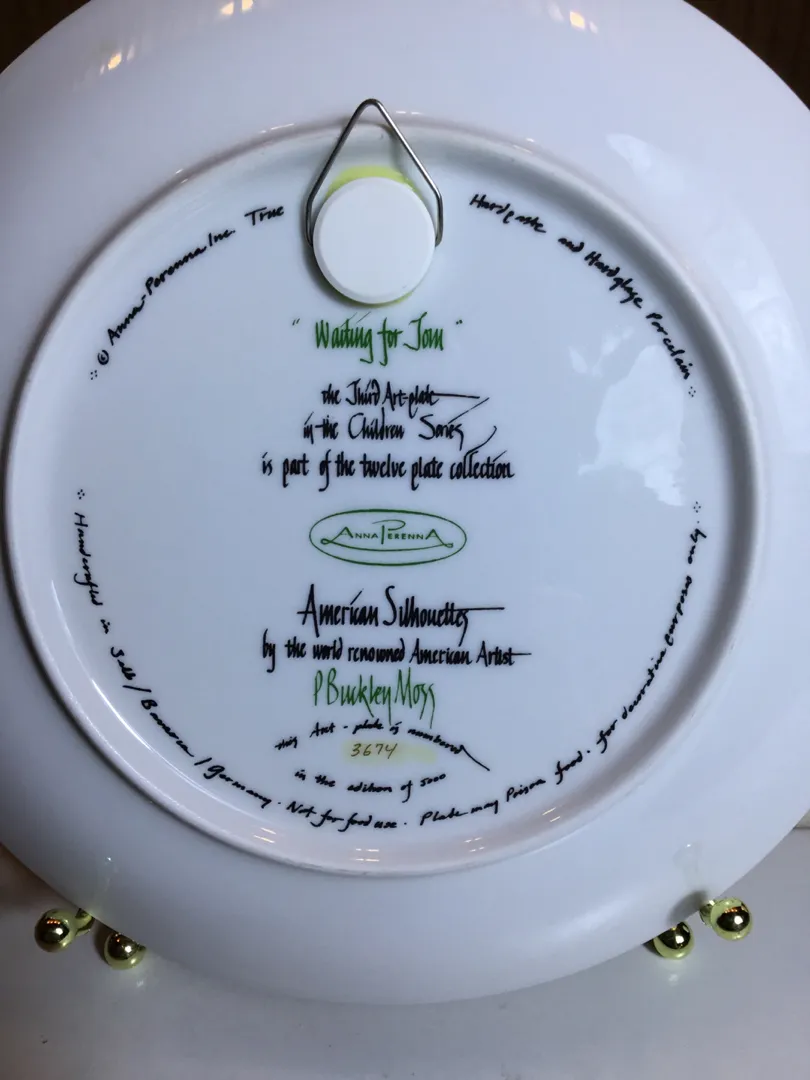 © Anna-Perenna Inc. True
Hardpaste and Hardglaze Porcelain
"Waiting for Tom"
the Third Art-plate
in the Children Series
is part of the twelve plate collection
ANNA PERENNA
American Silhouettes
by the world renowned American Artist
P Buckley Moss
this Art-plate is numbered
3674
in the edition of 5000
Handcrafted in Selb/Bavaria/Germany. Not for food use. Plate may Poison food. for decorative purposes only.